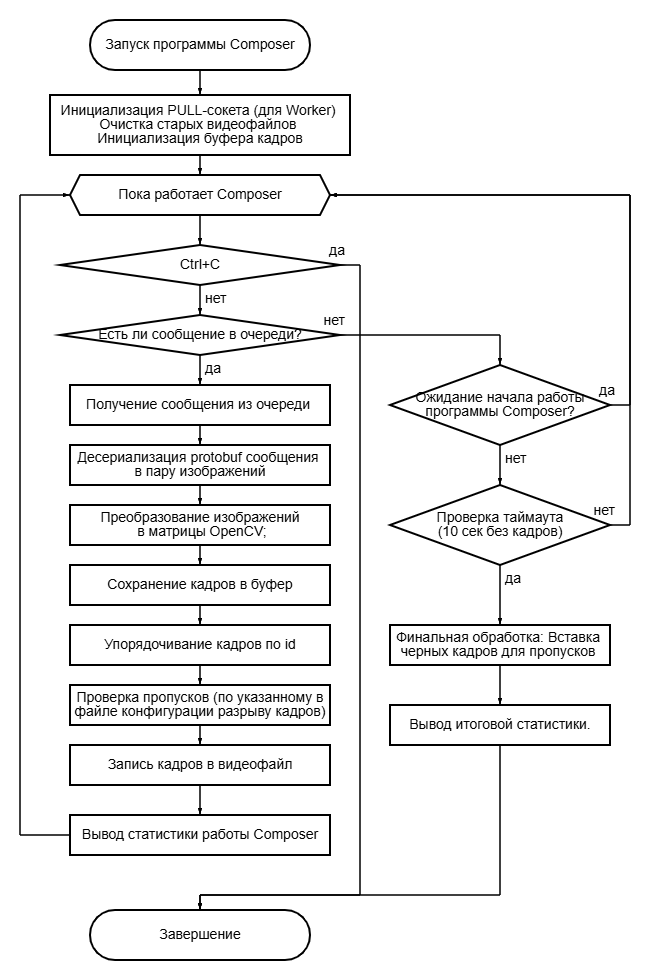 Запуск программы Composer
Инициализация PULL-сокета (для Worker)
Очистка старых видеофайлов
Инициализация буфера кадров
Пока работает Composer
Ctrl+C
да
нет
Есть ли сообщение в очереди?
нет
да
Получение сообщения из очереди
Десериализация protobuf сообщения
в пару изображений
Преобразование изображений
в матрицы OpenCV;
Сохранение кадров в буфер
Упорядочивание кадров по id
Проверка пропусков (по указанному в
файле конфигурации разрыву кадров)
Запись кадров в видеофайл
Вывод статистики работы Composer
Ожидание начала работы
программы Composer?
да
нет
Проверка таймаута
(10 сек без кадров)
нет
да
Финальная обработка: Вставка
черных кадров для пропусков
Вывод итоговой статистики.
Завершение